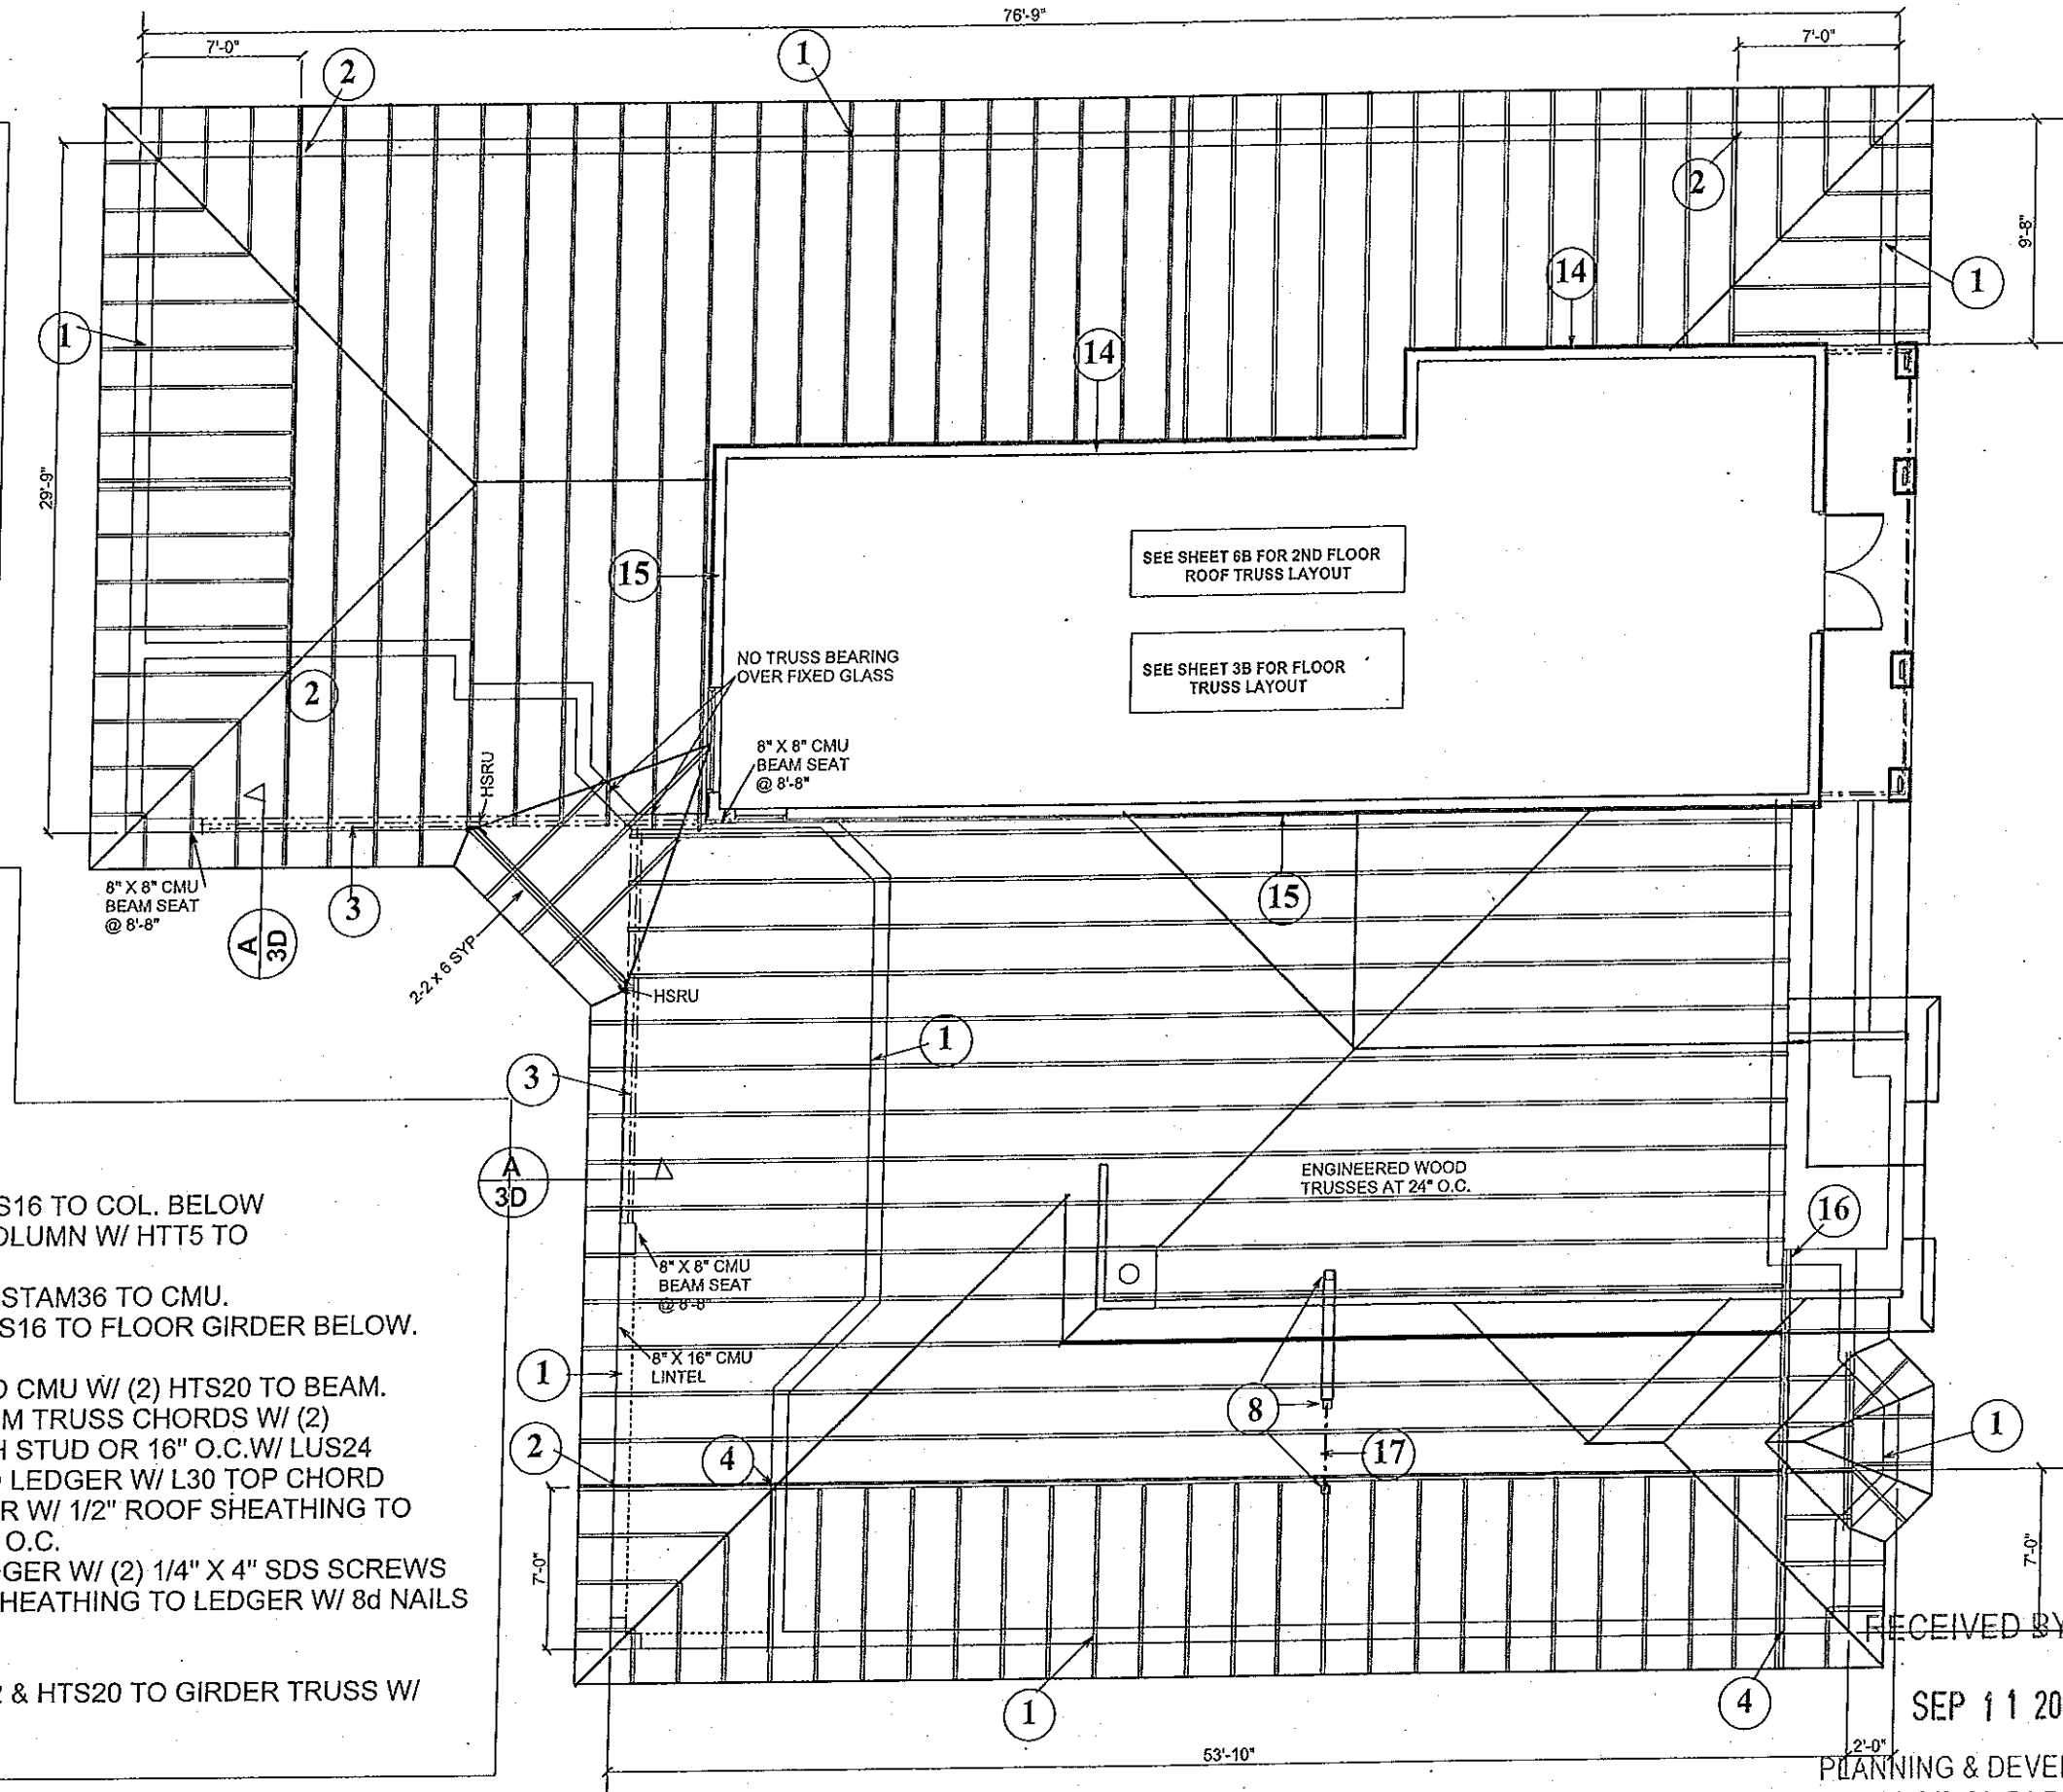 76'-9"
7'-0"
7'-0"
2
1
2
9'-8"
1
1
14
14
29'-9"
15
SEE SHEET 6B FOR 2ND FLOOR
ROOF TRUSS LAYOUT
SEE SHEET 3B FOR FLOOR
TRUSS LAYOUT
NO TRUSS BEARING
OVER FIXED GLASS
2
8" X 8" CMU
BEAM SEAT
@ 8'-8"
HSRU
8" X 8" CMU
BEAM SEAT
@ 8'-8"
3
A
3D
2-2 x 6 SYP
HSRU
15
1
3
A
3D
ENGINEERED WOOD
TRUSSES AT 24" O.C.
16
8" X 8" CMU
BEAM SEAT
@ 8'-8"
8" X 16" CMU
LINTEL
1
8
17
2
4
1
7'-0"
7'-0"
1
4
53'-10"
2'-0"
S16 TO COL. BELOW
OLUMN W/ HTT5 TO
STAM36 TO CMU.
S16 TO FLOOR GIRDER BELOW.
O CMU W/ (2) HTS20 TO BEAM.
M TRUSS CHORDS W/ (2)
H STUD OR 16" O.C.W/ LUS24
LEDGER W/ L30 TOP CHORD
R W/ 1/2" ROOF SHEATHING TO
O.C.
GER W/ (2) 1/4" X 4" SDS SCREWS
HEATHING TO LEDGER W/ 8d NAILS
& HTS20 TO GIRDER TRUSS W/
RECEIVED BY
SEP 11 20
PLANNING & DEVEL